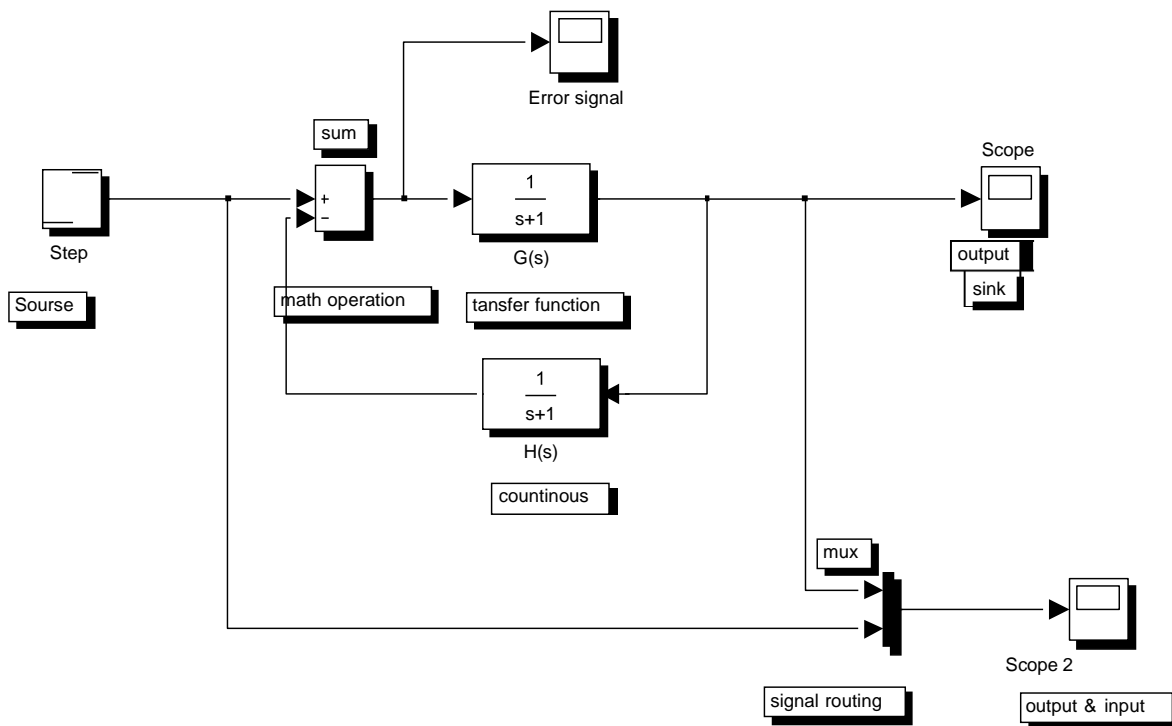 Error signal
sum
Scope
+
−
1
s+1
Step
G(s)
output
sink
Sourse
math operation
tansfer function
1
s+1
H(s)
countinous
mux
Scope 2
signal routing
output & input